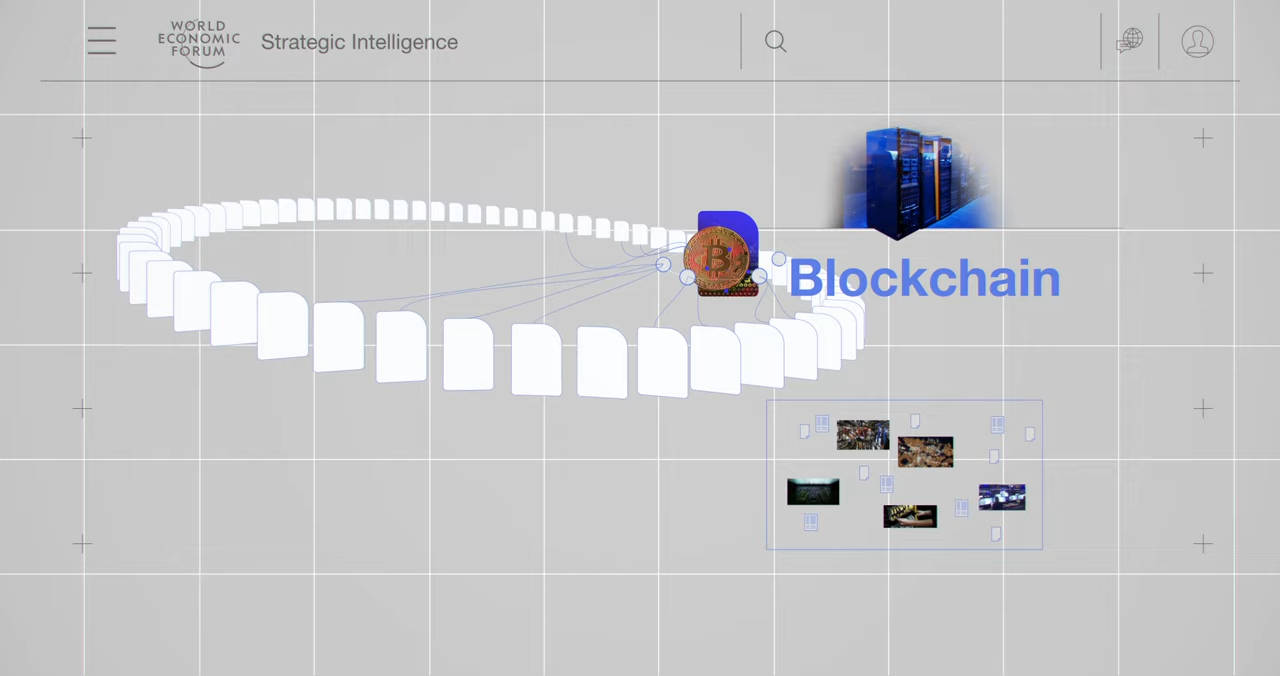 WORLD
ECONOMIC
FORUM
Strategic Intelligence
Blockchain